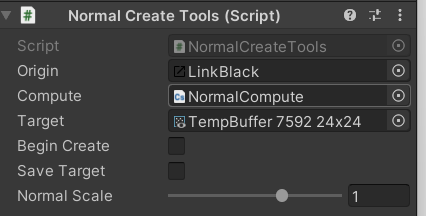 Normal Create Tools (Script)
Script NormalCreateTools
Origin LinkBlack
Compute NormalCompute
Target TempBuffer 7592 24x24
Begin Create
Save Target
Normal Scale 1